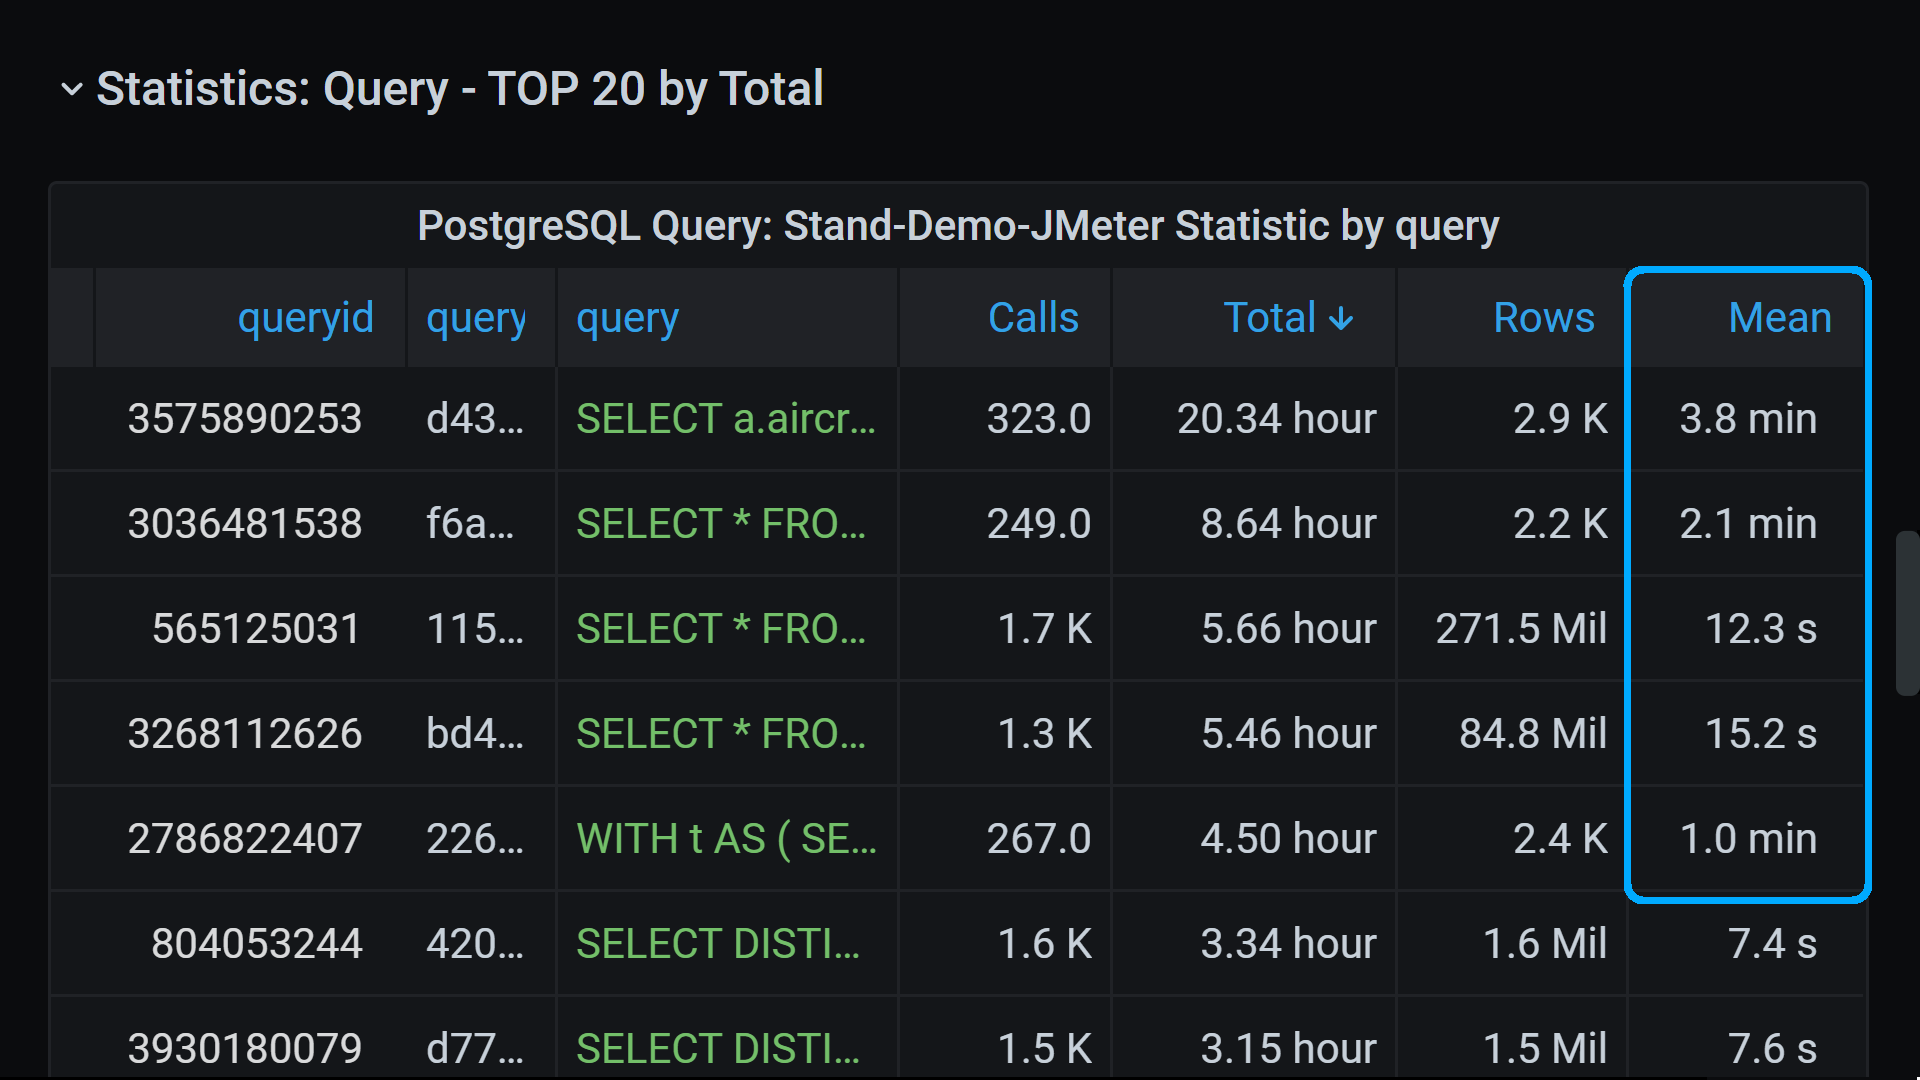 Statistics: Query - TOP 20 by Total
PostgreSQL Query: Stand-Demo-JMeter Statistic by query
queryid query query Calls Total Rows Mean
3575890253 d43... SELECT a.aircr... 323.0 20.34 hour 2.9 K 3.8 min
3036481538 f6a... SELECT * FRO... 249.0 8.64 hour 2.2 K 2.1 min
565125031 115... SELECT * FRO... 1.7 K 5.66 hour 271.5 Mil 12.3 s
3268112626 bd4... SELECT * FRO... 1.3 K 5.46 hour 84.8 Mil 15.2 s
2786822407 226... WITH t AS ( SE... 267.0 4.50 hour 2.4 K 1.0 min
804053244 420... SELECT DISTI... 1.6 K 3.34 hour 1.6 Mil 7.4 s
3930180079 d77... SELECT DISTI... 1.5 K 3.15 hour 1.5 Mil 7.6 s